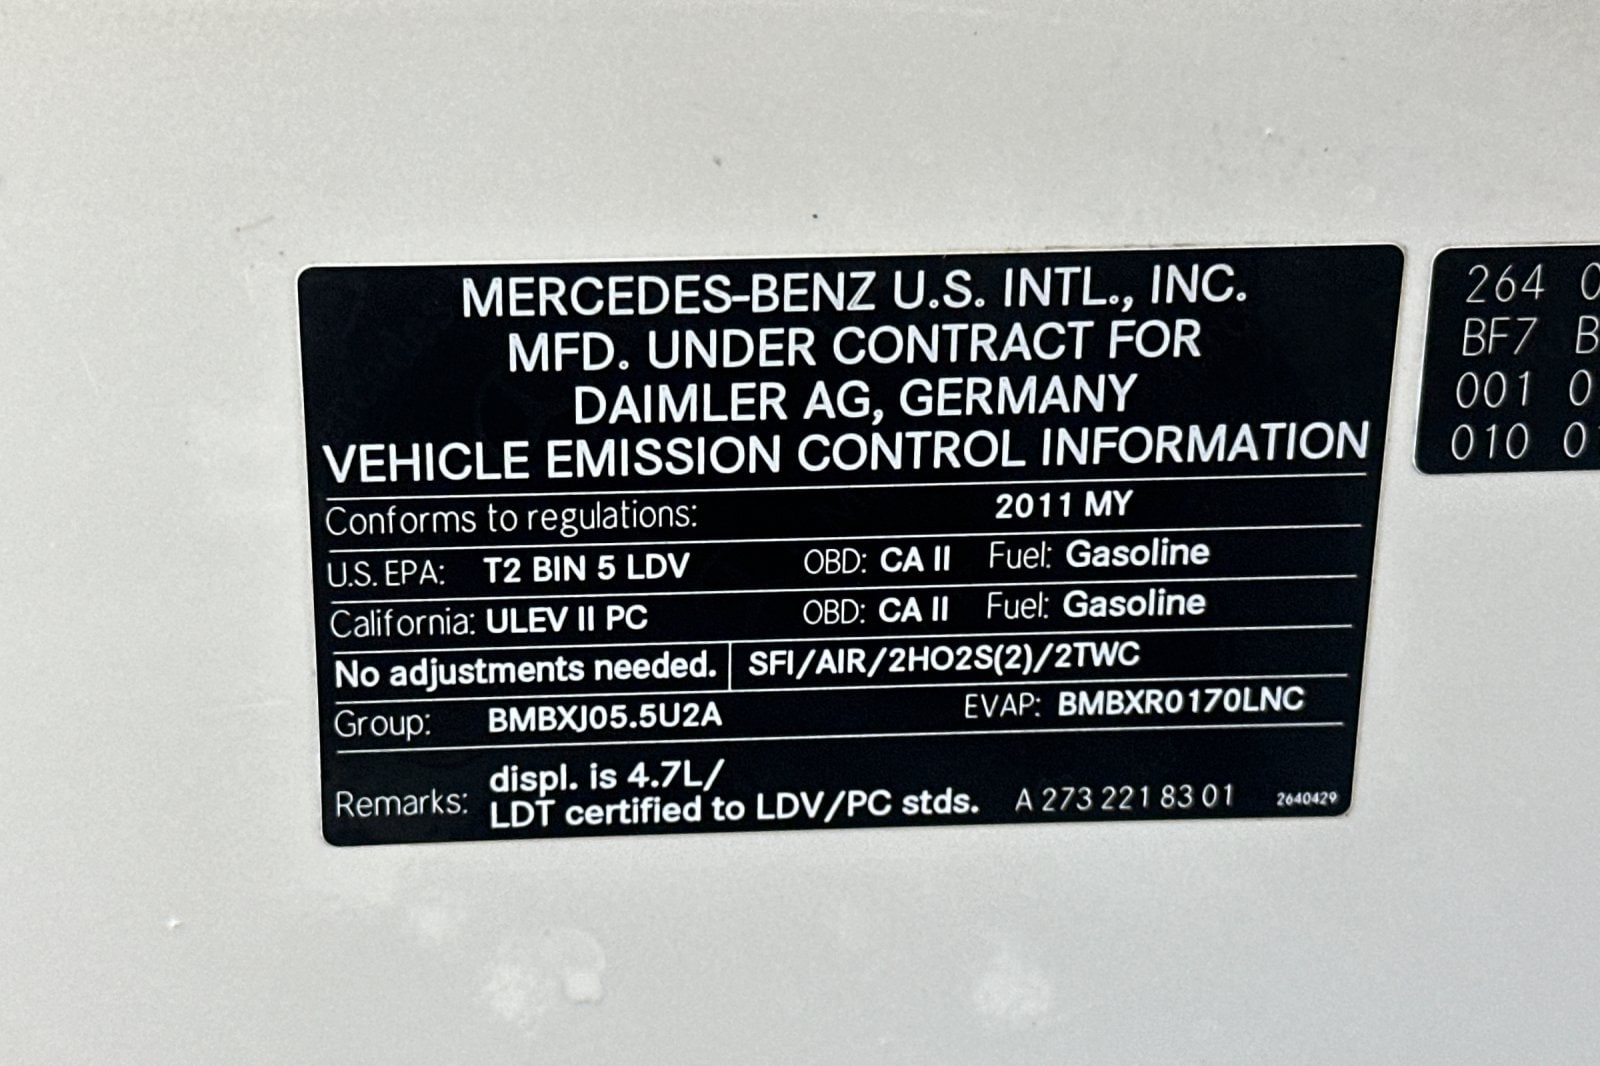 MERCEDES-BENZ U.S. INTL., INC.
MFD. UNDER CONTRACT FOR
DAIMLER AG, GERMANY
VEHICLE EMISSION CONTROL INFORMATION
Conforms to regulations: 2011 MY
U.S. EPA: T2 BIN 5 LDV OBD: CA II Fuel: Gasoline
California: ULEV II PC OBD: CA II Fuel: Gasoline
No adjustments needed. SFI/AIR/2HO2S(2)/2TWC
Group: BMBXJ05.5U2A EVAP: BMBXR0170LNC
Remarks: displ. is 4.7L/
LDT certified to LDV/PC stds. A 273 221 83 01 2640429
264
BF7
001
010